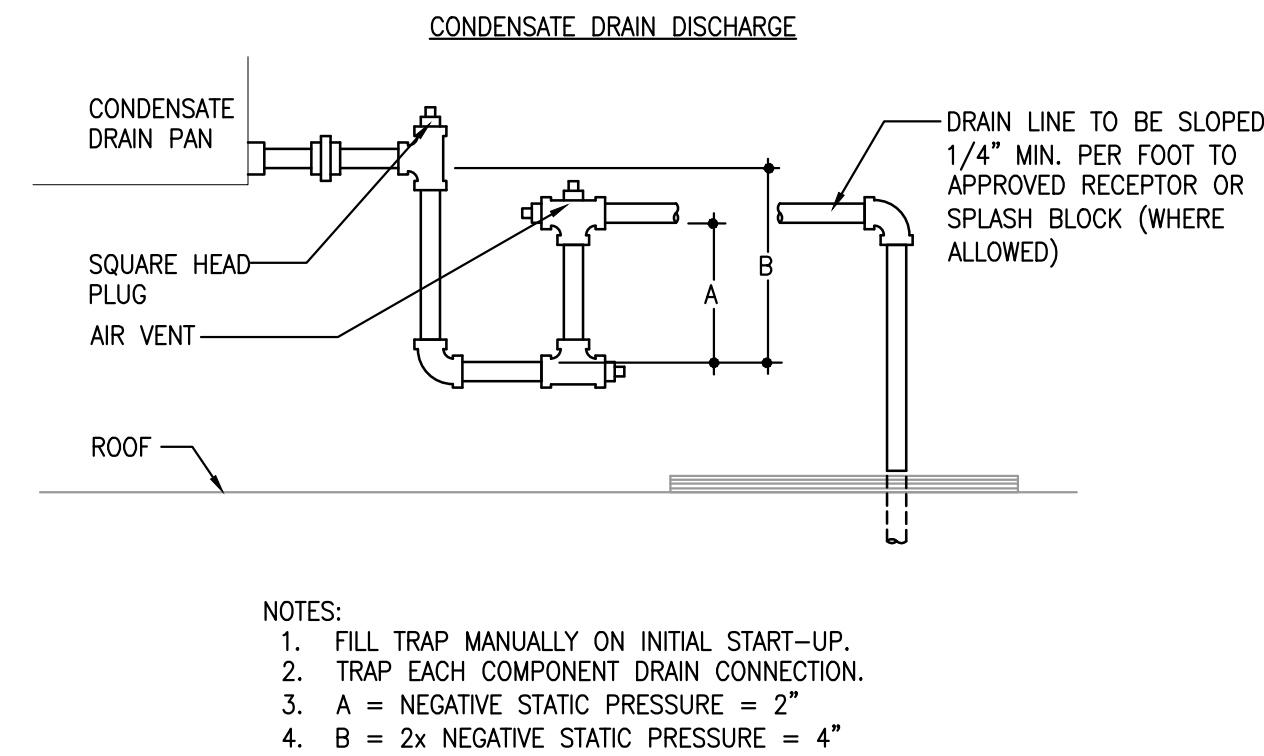 CONDENSATE DRAIN DISCHARGE
CONDENSATE
DRAIN PAN
DRAIN LINE TO BE SLOPED
1/4" MIN. PER FOOT TO
APPROVED RECEPTOR OR
SPLASH BLOCK (WHERE
ALLOWED)
SQUARE HEAD
PLUG
B
A
AIR VENT
ROOF
NOTES:
1. FILL TRAP MANUALLY ON INITIAL START-UP.
2. TRAP EACH COMPONENT DRAIN CONNECTION.
3. A = NEGATIVE STATIC PRESSURE = 2"
4. B = 2x NEGATIVE STATIC PRESSURE = 4"